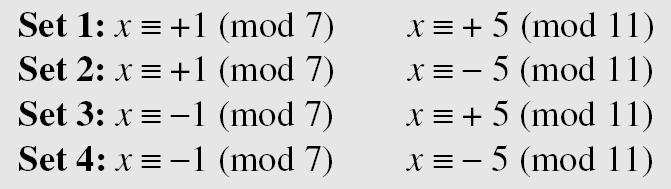 Set 1: x ≡ +1 (mod 7) x ≡ + 5 (mod 11)
Set 2: x ≡ +1 (mod 7) x ≡ − 5 (mod 11)
Set 3: x ≡ −1 (mod 7) x ≡ + 5 (mod 11)
Set 4: x ≡ −1 (mod 7) x ≡ − 5 (mod 11)